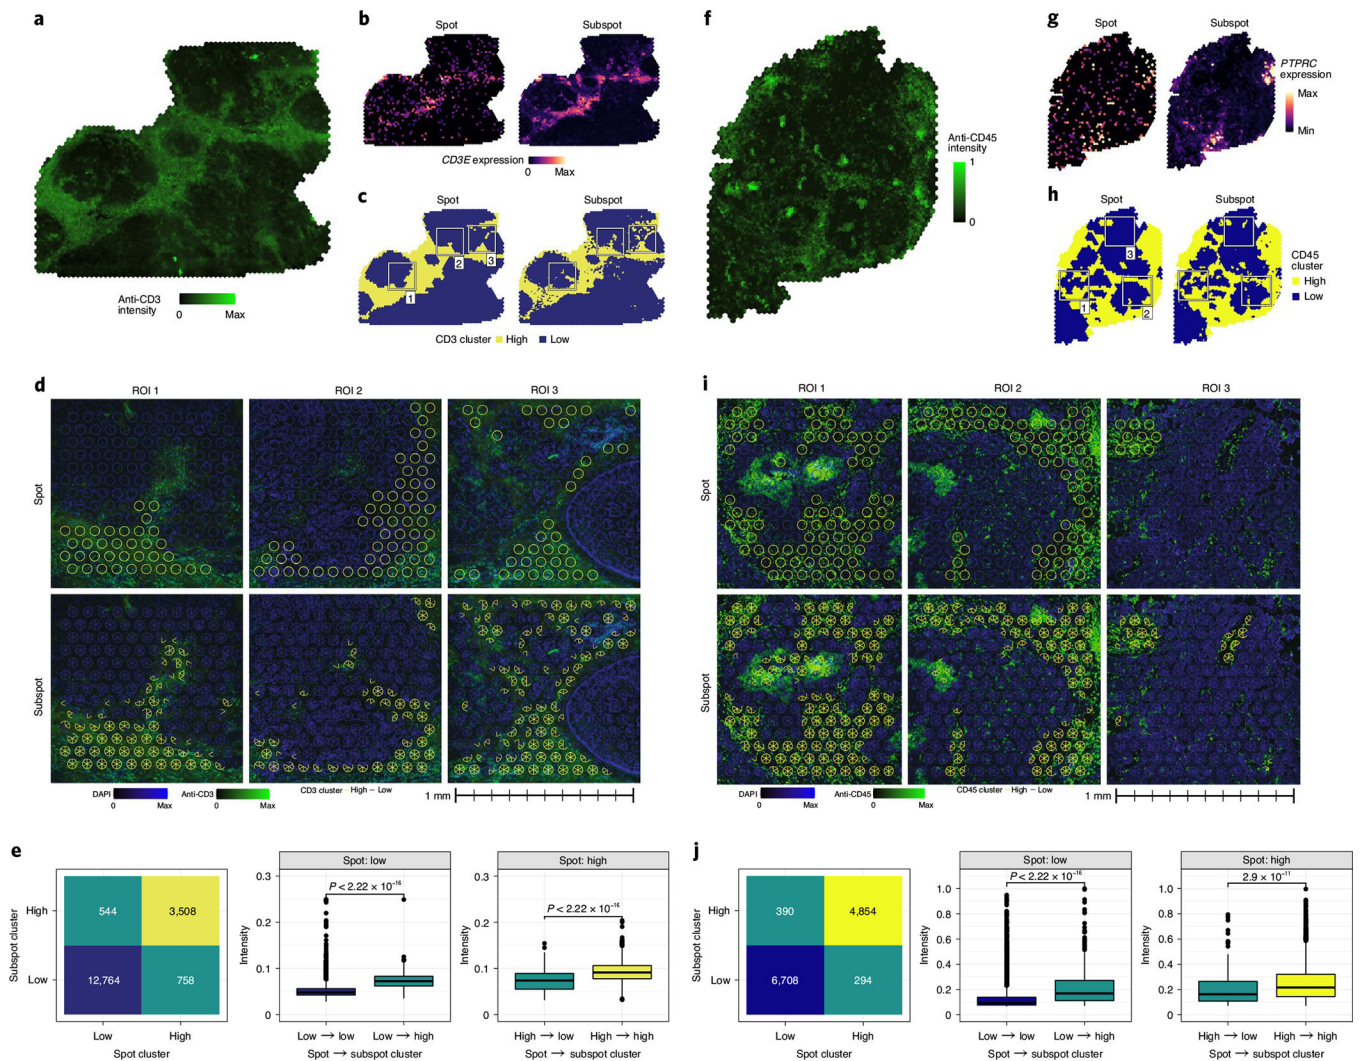 a
Anti-CD3
intensity
0 Max
b
Spot Subspot
CD3E expression
0 Max
c
Spot Subspot
1
2
3
CD3 cluster High Low
f
Anti-CD45
intensity
1
0
g
Spot Subspot
PTPRC
expression
Max
Min
h
Spot Subspot
3
1
2
CD45
cluster
High
Low
d
ROI 1 ROI 2 ROI 3
Spot
Subspot
DAPI
0 Max
Anti-CD3
0 Max
CD3 cluster – High – Low
1 mm
i
ROI 1 ROI 2 ROI 3
Spot
Subspot
DAPI
0 Max
Anti-CD45
0 Max
CD45 cluster – High – Low
1 mm
e
Subspot cluster
High
Low
544 3,508
12,764 758
Low High
Spot cluster
Spot: low
Intensity
0.3
0.2
0.1
0
P < 2.22 × 10⁻¹⁶
Low → low Low → high
Spot → subspot cluster
Spot: high
Intensity
0.3
0.2
0.1
0
P < 2.22 × 10⁻¹⁶
High → low High → high
Spot → subspot cluster
j
Subspot cluster
High
Low
390 4,854
6,708 294
Low High
Spot cluster
Spot: low
Intensity
1.0
0.8
0.6
0.4
0.2
0
P < 2.22 × 10⁻¹⁶
Low → low Low → high
Spot → subspot cluster
Spot: high
Intensity
1.0
0.8
0.6
0.4
0.2
0
2.9 × 10⁻¹¹
High → low High → high
Spot → subspot cluster